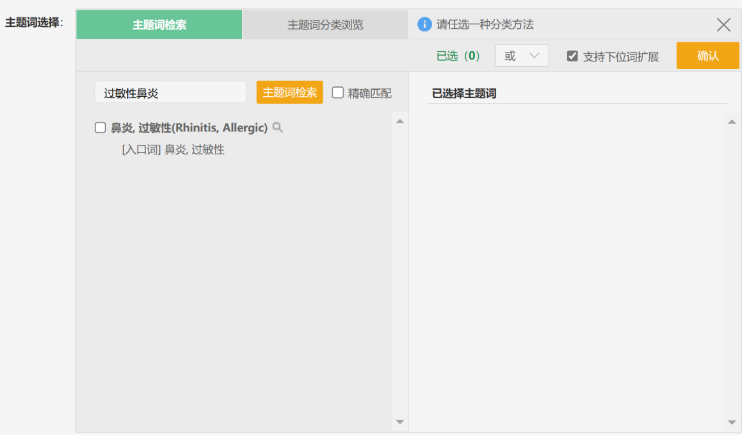 主题词选择:
主题词检索 主题词分类浏览 请任选一种分类方法
已选（0） 或 支持下位词扩展 确认
过敏性鼻炎 主题词检索 精确匹配 已选择主题词
鼻炎, 过敏性(Rhinitis, Allergic)
[入口词] 鼻炎, 过敏性